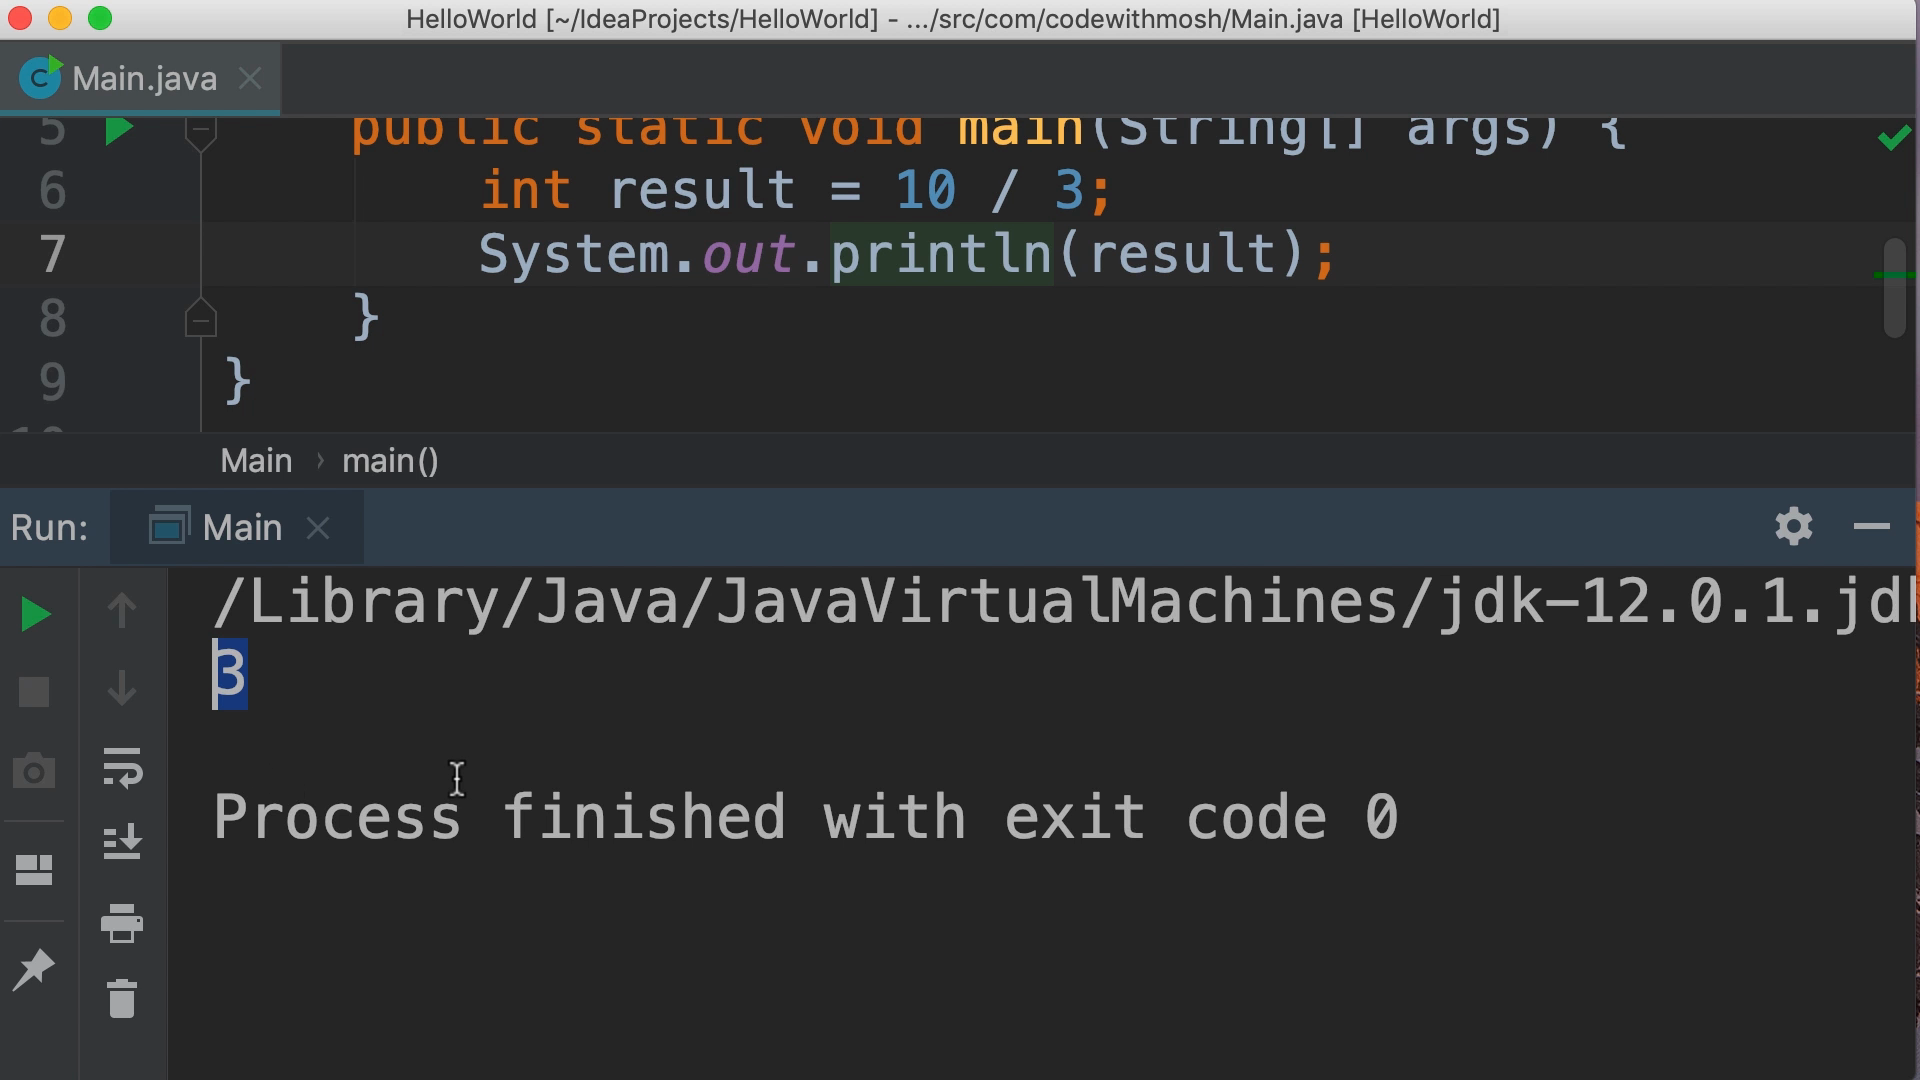 HelloWorld [~/IdeaProjects/HelloWorld] - .../src/com/codewithmosh/Main.java [HelloWorld]
Main.java
5 public static void main(String[] args) {
6 int result = 10 / 3;
7 System.out.println(result);
8 }
9 }
10
Main › main()
Run: Main
/Library/Java/JavaVirtualMachines/jdk-12.0.1.jdk
3
Process finished with exit code 0